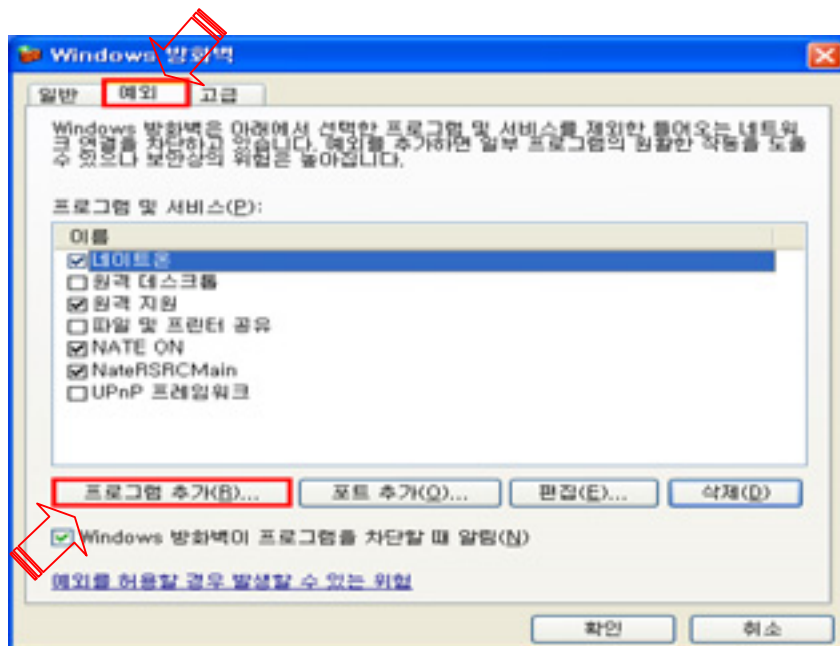 Windows 방화벽
일반 예외 고급
Windows 방화벽은 아래에서 선택한 프로그램 및 서비스를 제외한 들어오는 네트워
크 연결을 차단하고 있습니다. 예외를 추가하면 일부 프로그램의 원활한 작동을 도울
수 있으나 보안상의 위험은 높아집니다.
프로그램 및 서비스(P):
이름
네이트온
원격 데스크톱
원격 지원
파일 및 프린터 공유
NATE ON
NateRSRCMain
UPnP 프레임워크
프로그램 추가(R)... 포트 추가(O)... 편집(E)... 삭제(D)
Windows 방화벽이 프로그램을 차단할 때 알림(N)
예외를 허용할 경우 발생할 수 있는 위험
확인 취소